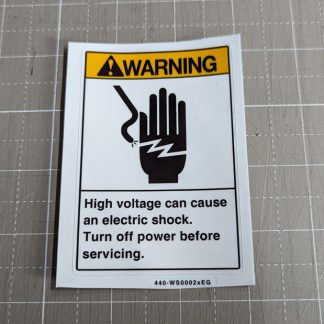 WARNING
High voltage can cause
an electric shock.
Turn off power before
servicing.
440-WS0002xEG